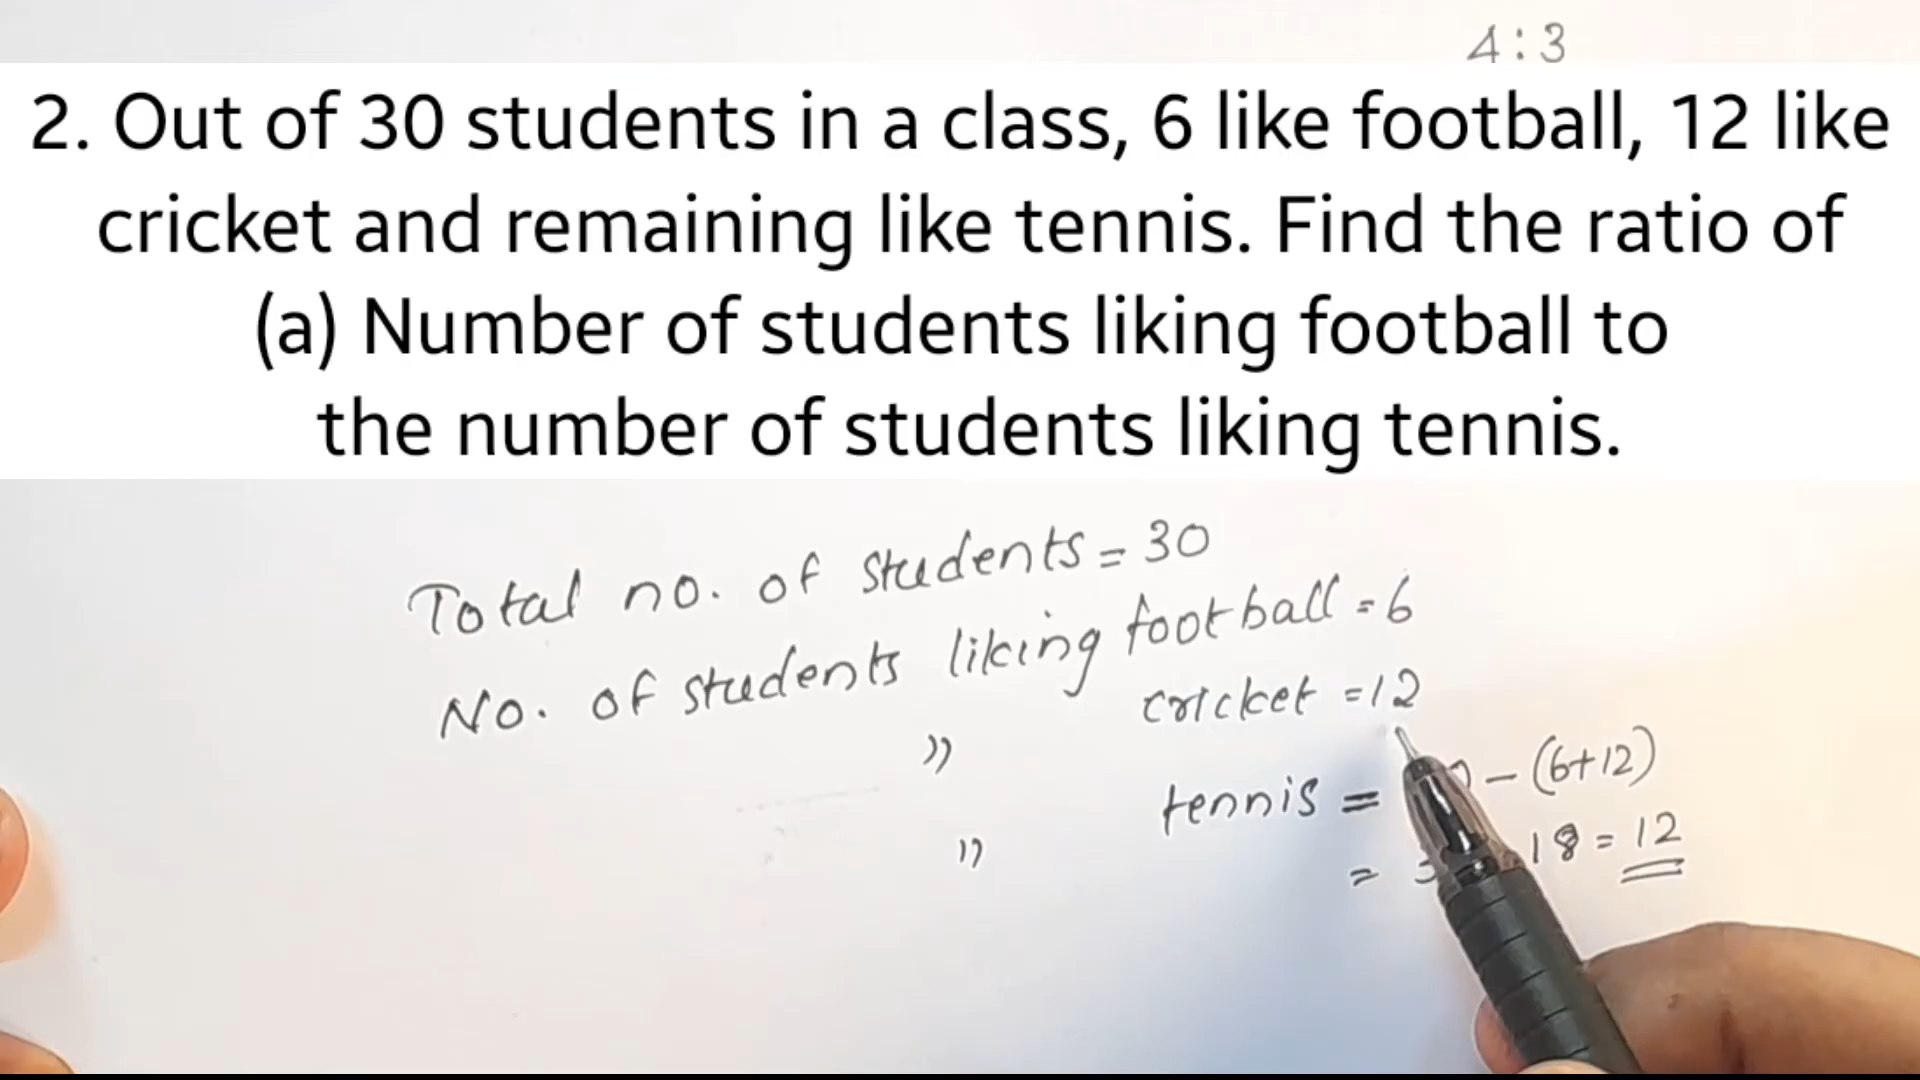 4:3
2. Out of 30 students in a class, 6 like football, 12 like
cricket and remaining like tennis. Find the ratio of
(a) Number of students liking football to
the number of students liking tennis.
Total no. of students = 30
No. of students liking football = 6
" cricket = 12
" tennis = - (6+12)
= 18 = 12